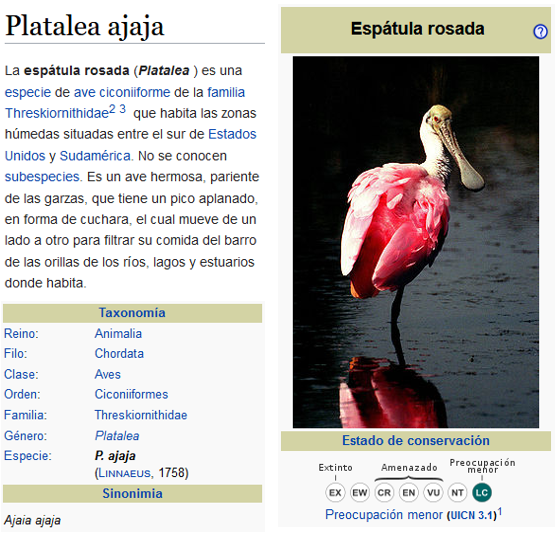 Platalea ajaja
La espátula rosada (Platalea ) es una
especie de ave ciconiiforme de la familia
Threskiornithidae2 3 que habita las zonas
húmedas situadas entre el sur de Estados
Unidos y Sudamérica. No se conocen
subespecies. Es un ave hermosa, pariente
de las garzas, que tiene un pico aplanado,
en forma de cuchara, el cual mueve de un
lado a otro para filtrar su comida del barro
de las orillas de los ríos, lagos y estuarios
donde habita.
Taxonomía
Reino: Animalia
Filo: Chordata
Clase: Aves
Orden: Ciconiiformes
Familia: Threskiornithidae
Género: Platalea
Especie: P. ajaja
(LINNAEUS, 1758)
Sinonimia
Ajaia ajaja
Espátula rosada ?
Estado de conservación
Extinto Amenazado Preocupación
menor
EX EW CR EN VU NT LC
Preocupación menor (UICN 3.1)1